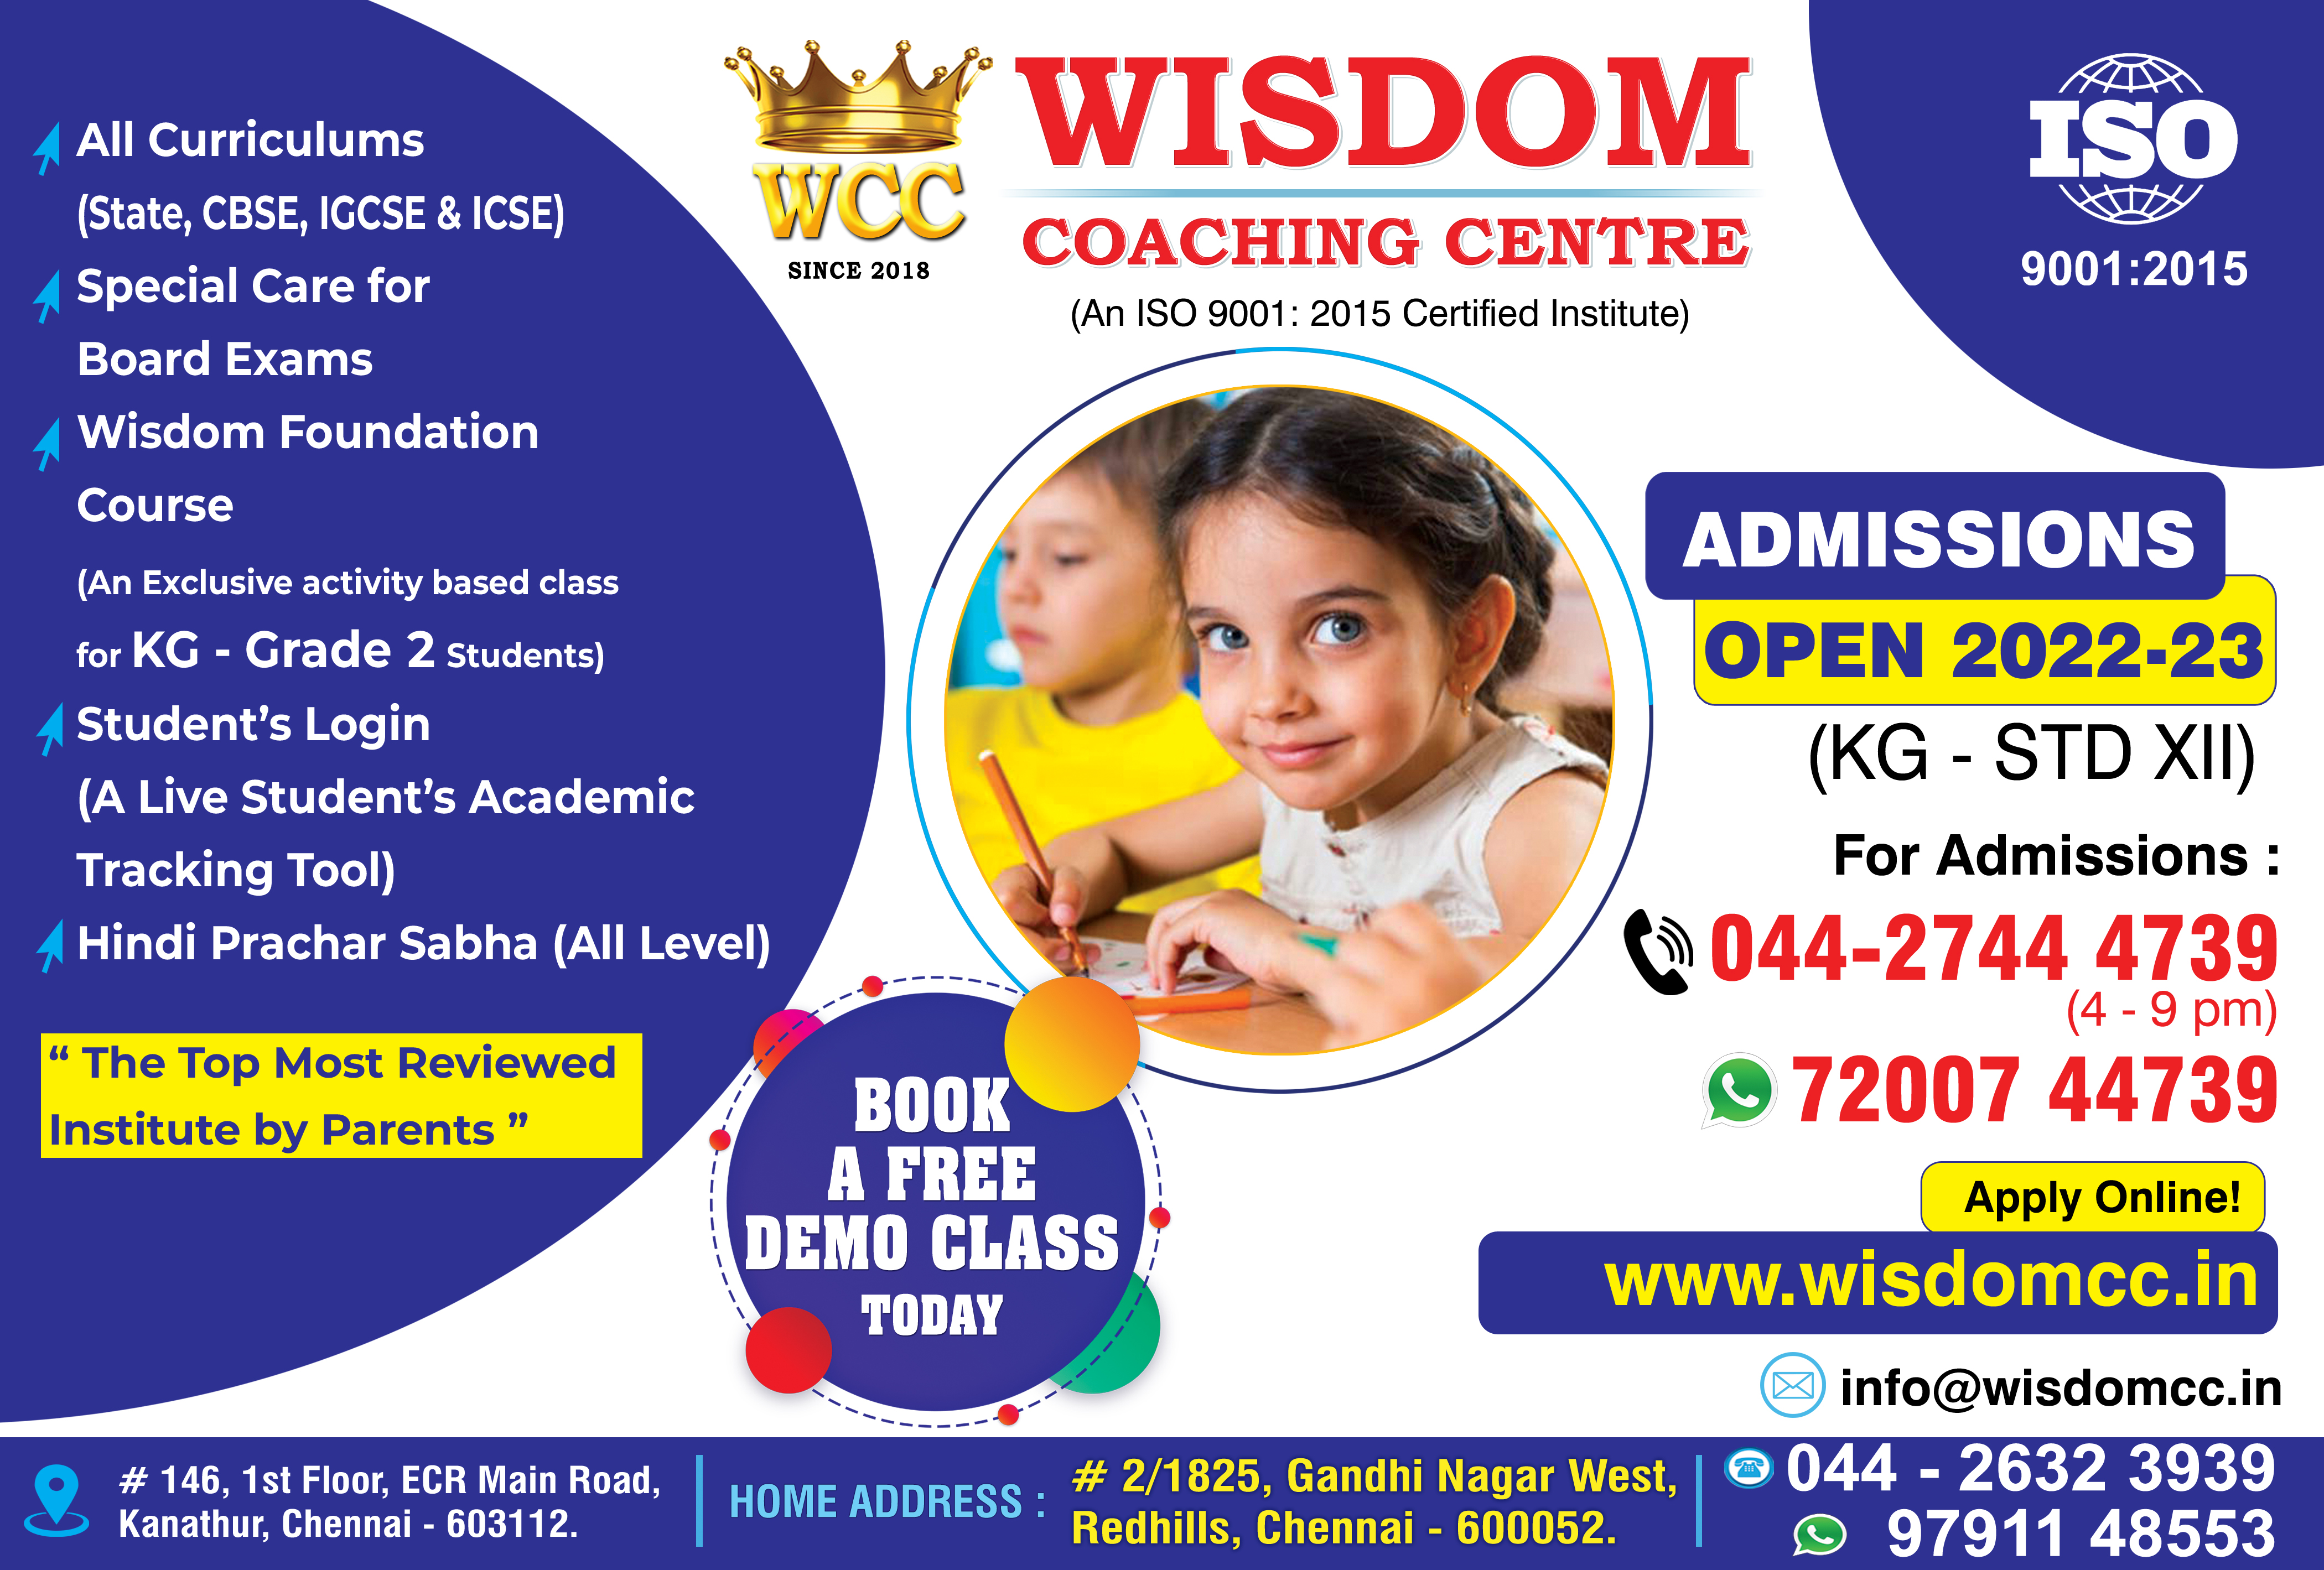 All Curriculums
(State, CBSE, IGCSE & ICSE)
Special Care for
Board Exams
Wisdom Foundation
Course
(An Exclusive activity based class
for KG - Grade 2 Students)
Student’s Login
(A Live Student’s Academic
Tracking Tool)
Hindi Prachar Sabha (All Level)
“ The Top Most Reviewed
Institute by Parents ”
WCC
SINCE 2018
WISDOM
COACHING CENTRE
(An ISO 9001: 2015 Certified Institute)
ISO
9001:2015
ADMISSIONS
OPEN 2022-23
(KG - STD XII)
For Admissions :
044-2744 4739
(4 - 9 pm)
72007 44739
Apply Online!
www.wisdomcc.in
info@wisdomcc.in
BOOK
A FREE
DEMO CLASS
TODAY
# 146, 1st Floor, ECR Main Road,
Kanathur, Chennai - 603112.
HOME ADDRESS :
# 2/1825, Gandhi Nagar West,
Redhills, Chennai - 600052.
044 - 2632 3939
97911 48553